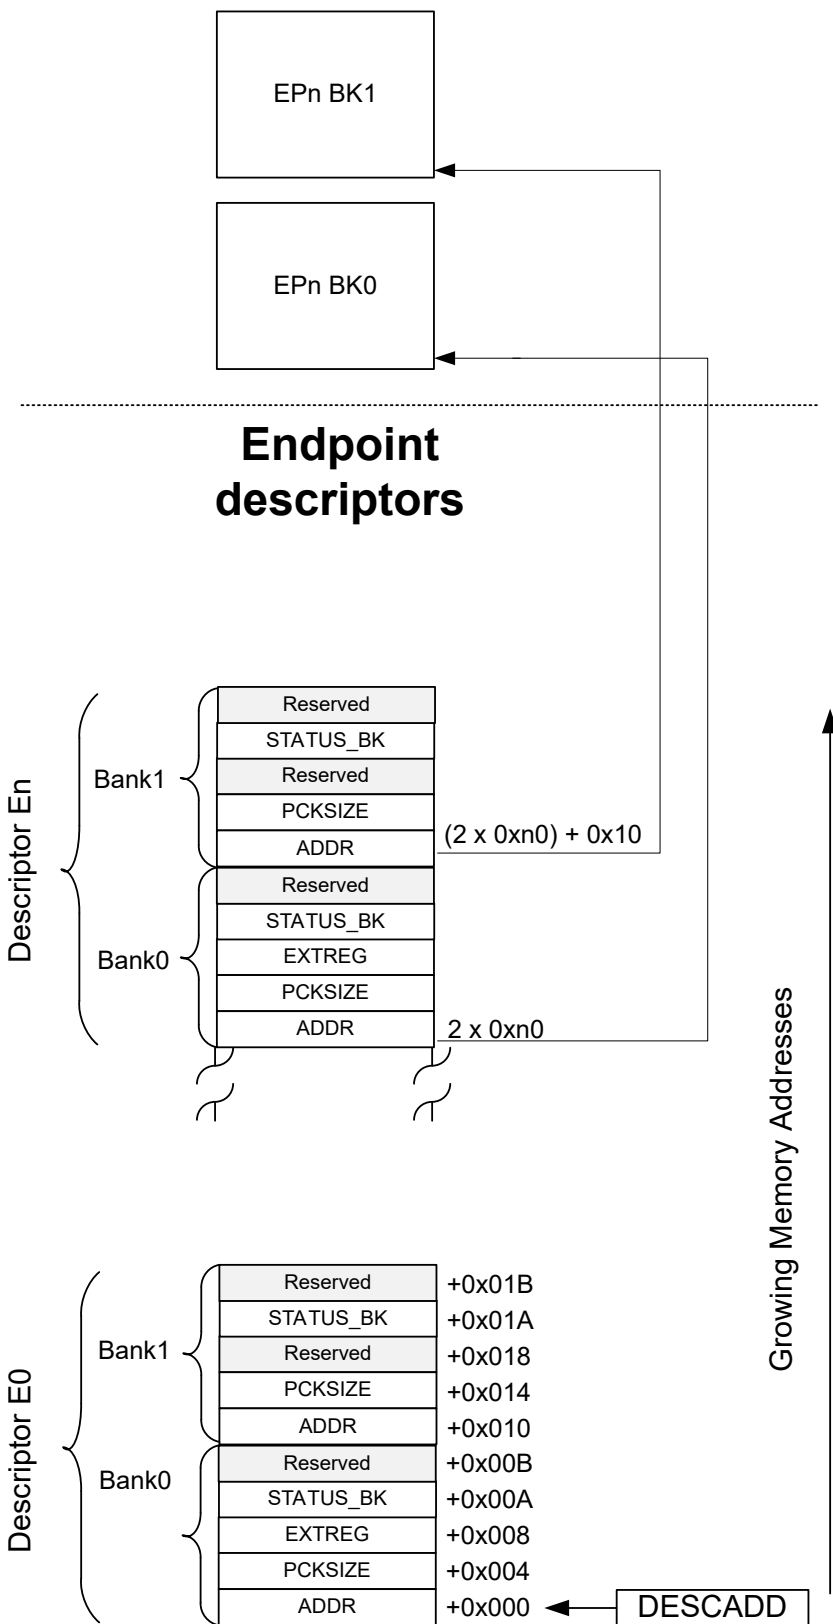 EPn BK1
EPn BK0
Endpoint
descriptors
Descriptor En
Bank1
Reserved
STATUS_BK
Reserved
PCKSIZE
ADDR
(2 x 0xn0) + 0x10
Bank0
Reserved
STATUS_BK
EXTREG
PCKSIZE
ADDR
2 x 0xn0
Growing Memory Addresses
Descriptor E0
Bank1
Reserved +0x01B
STATUS_BK +0x01A
Reserved +0x018
PCKSIZE +0x014
ADDR +0x010
Bank0
Reserved +0x00B
STATUS_BK +0x00A
EXTREG +0x008
PCKSIZE +0x004
ADDR +0x000 DESCADD